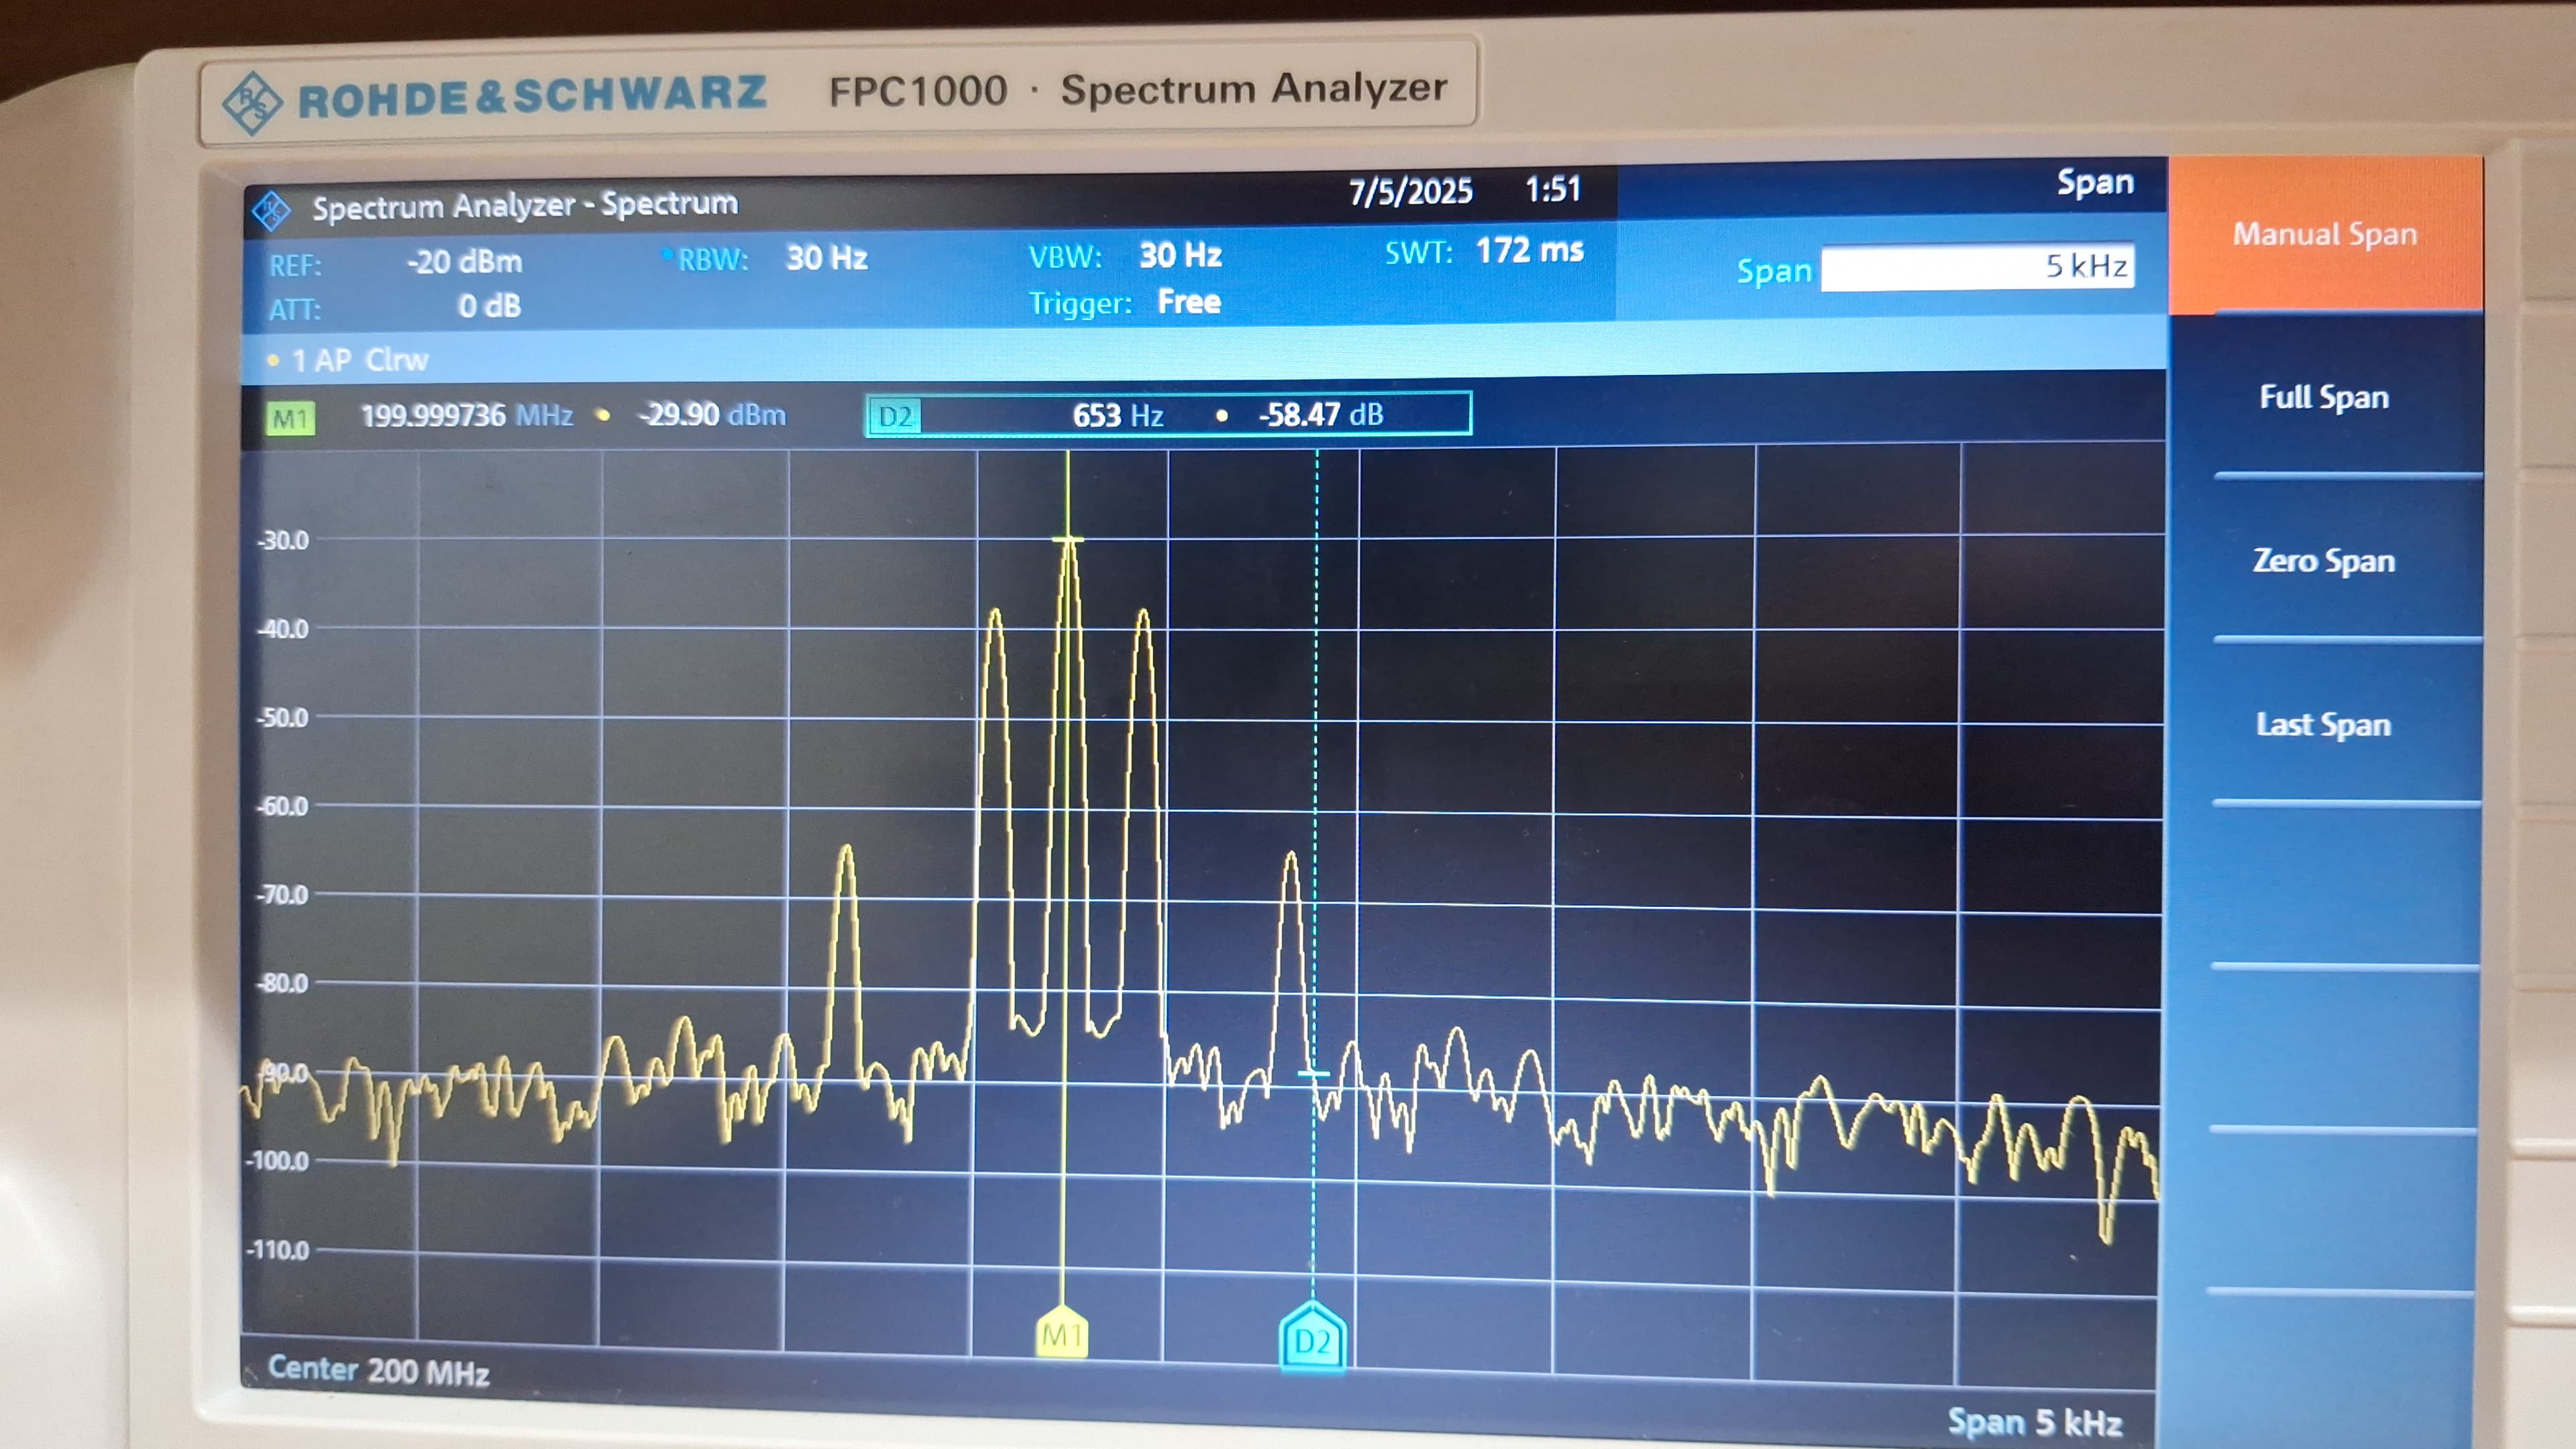 ROHDE&SCHWARZ FPC1000 · Spectrum Analyzer
Spectrum Analyzer - Spectrum 7/5/2025 1:51 Span
REF: -20 dBm RBW: 30 Hz VBW: 30 Hz SWT: 172 ms Span 5 kHz
ATT: 0 dB Trigger: Free
1 AP Clrw
M1 199.999736 MHz • -29.90 dBm D2 653 Hz • -58.47 dB
-30.0
-40.0
-50.0
-60.0
-70.0
-80.0
-90.0
-100.0
-110.0
M1 D2
Center 200 MHz
Span 5 kHz
Manual Span
Full Span
Zero Span
Last Span